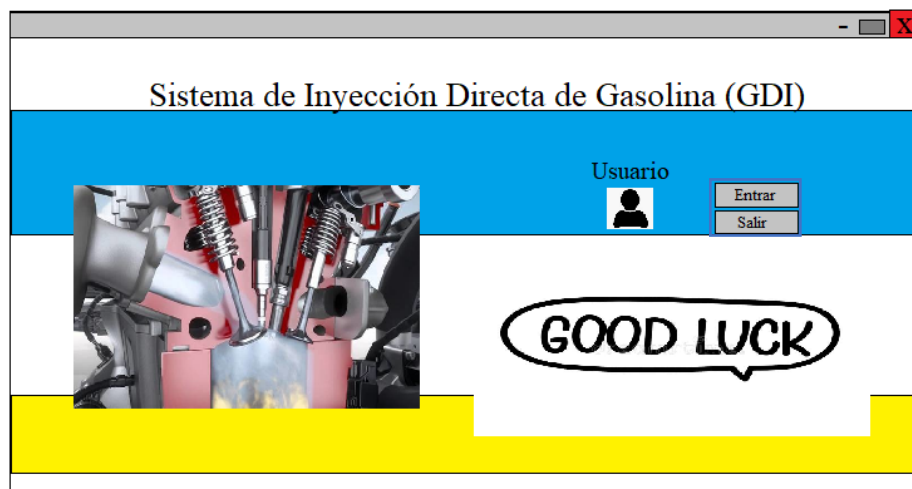 X
Sistema de Inyección Directa de Gasolina (GDI)
Usuario
Entrar
Salir
GOOD LUCK